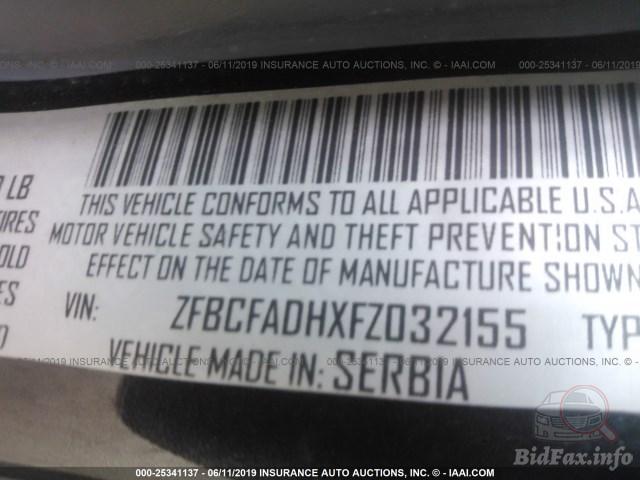 000-25341137 - 06/11/2019 INSURANCE AUTO AUCTIONS, INC. © - IAAI.COM
LB
OLD
THIS VEHICLE CONFORMS TO ALL APPLICABLE U.S.A
MOTOR VEHICLE SAFETY AND THEFT PREVENTION
EFFECT ON THE DATE OF MANUFACTURE SHOWN
VIN: ZFBCFADHXFZ032155 TYP
VEHICLE MADE IN: SERBIA
000-25341137 - 06/11/2019 INSURANCE AUTO AUCTIONS, INC. © - IAAI.COM
BidFax.info